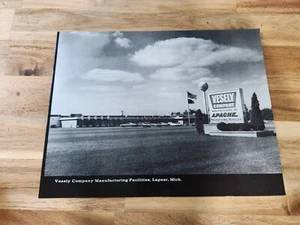 VESELY
COMPANY
APACHE
Vesely Company Manufacturing Facilities, Lapeer, Mich.